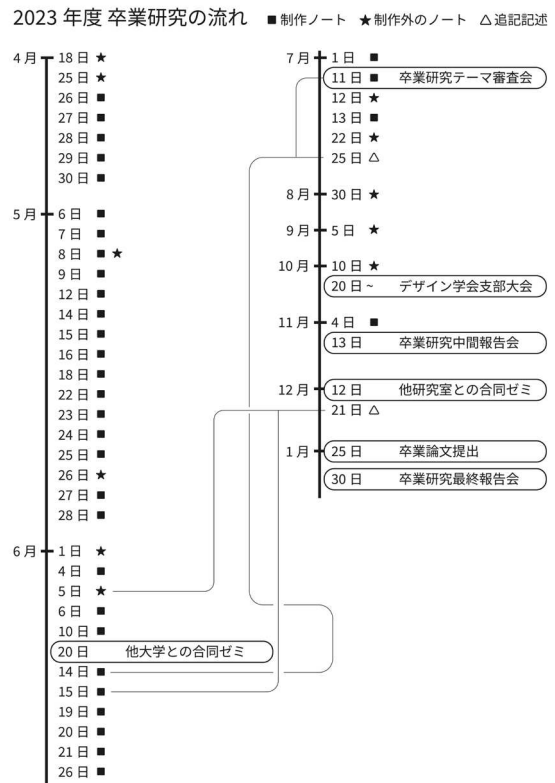 2023 年度 卒業研究の流れ ■制作ノート ★制作外のノート △追記記述
4月 18日 ★
25日 ★
26日 ■
27日 ■
28日 ■
29日 ■
30日 ■
5月 6日 ■
7日 ■
8日 ■ ★
9日 ■
12日 ■
14日 ■
15日 ■
16日 ■
18日 ■
22日 ■
23日 ■
24日 ■
25日 ■
26日 ★
27日 ■
28日 ■
6月 1日 ★
4日 ■
5日 ★
6日 ■
10日 ■
20日 他大学との合同ゼミ
14日 ■
15日 ■
19日 ■
20日 ■
21日 ■
26日 ■
7月 1日 ■
11日 ■ 卒業研究テーマ審査会
12日 ★
13日 ■
22日 ★
25日 △
8月 30日 ★
9月 5日 ★
10月 10日 ★
20日~ デザイン学会支部大会
11月 4日 ■
13日 卒業研究中間報告会
12月 12日 他研究室との合同ゼミ
21日 △
1月 25日 卒業論文提出
30日 卒業研究最終報告会